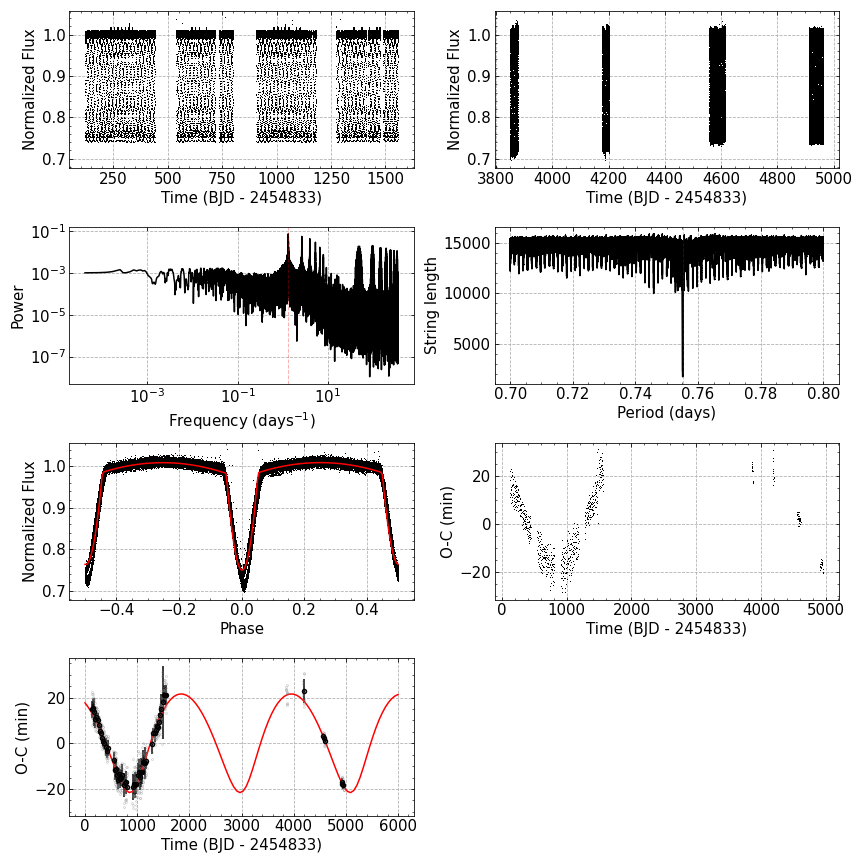 1.0
0.9
0.8
0.7
Normalized Flux
250 500 750 1000 1250 1500
Time (BJD - 2454833)
1.0
0.9
0.8
0.7
Normalized Flux
3800 4000 4200 4400 4600 4800 5000
Time (BJD - 2454833)
10⁻¹
10⁻³
10⁻⁵
10⁻⁷
Power
10⁻³ 10⁻¹ 10¹
Frequency (days⁻¹)
15000
10000
5000
String length
0.70 0.72 0.74 0.76 0.78 0.80
Period (days)
1.0
0.9
0.8
0.7
Normalized Flux
−0.4 −0.2 0.0 0.2 0.4
Phase
20
0
−20
O-C (min)
0 1000 2000 3000 4000 5000
Time (BJD - 2454833)
20
0
−20
O-C (min)
0 1000 2000 3000 4000 5000 6000
Time (BJD - 2454833)